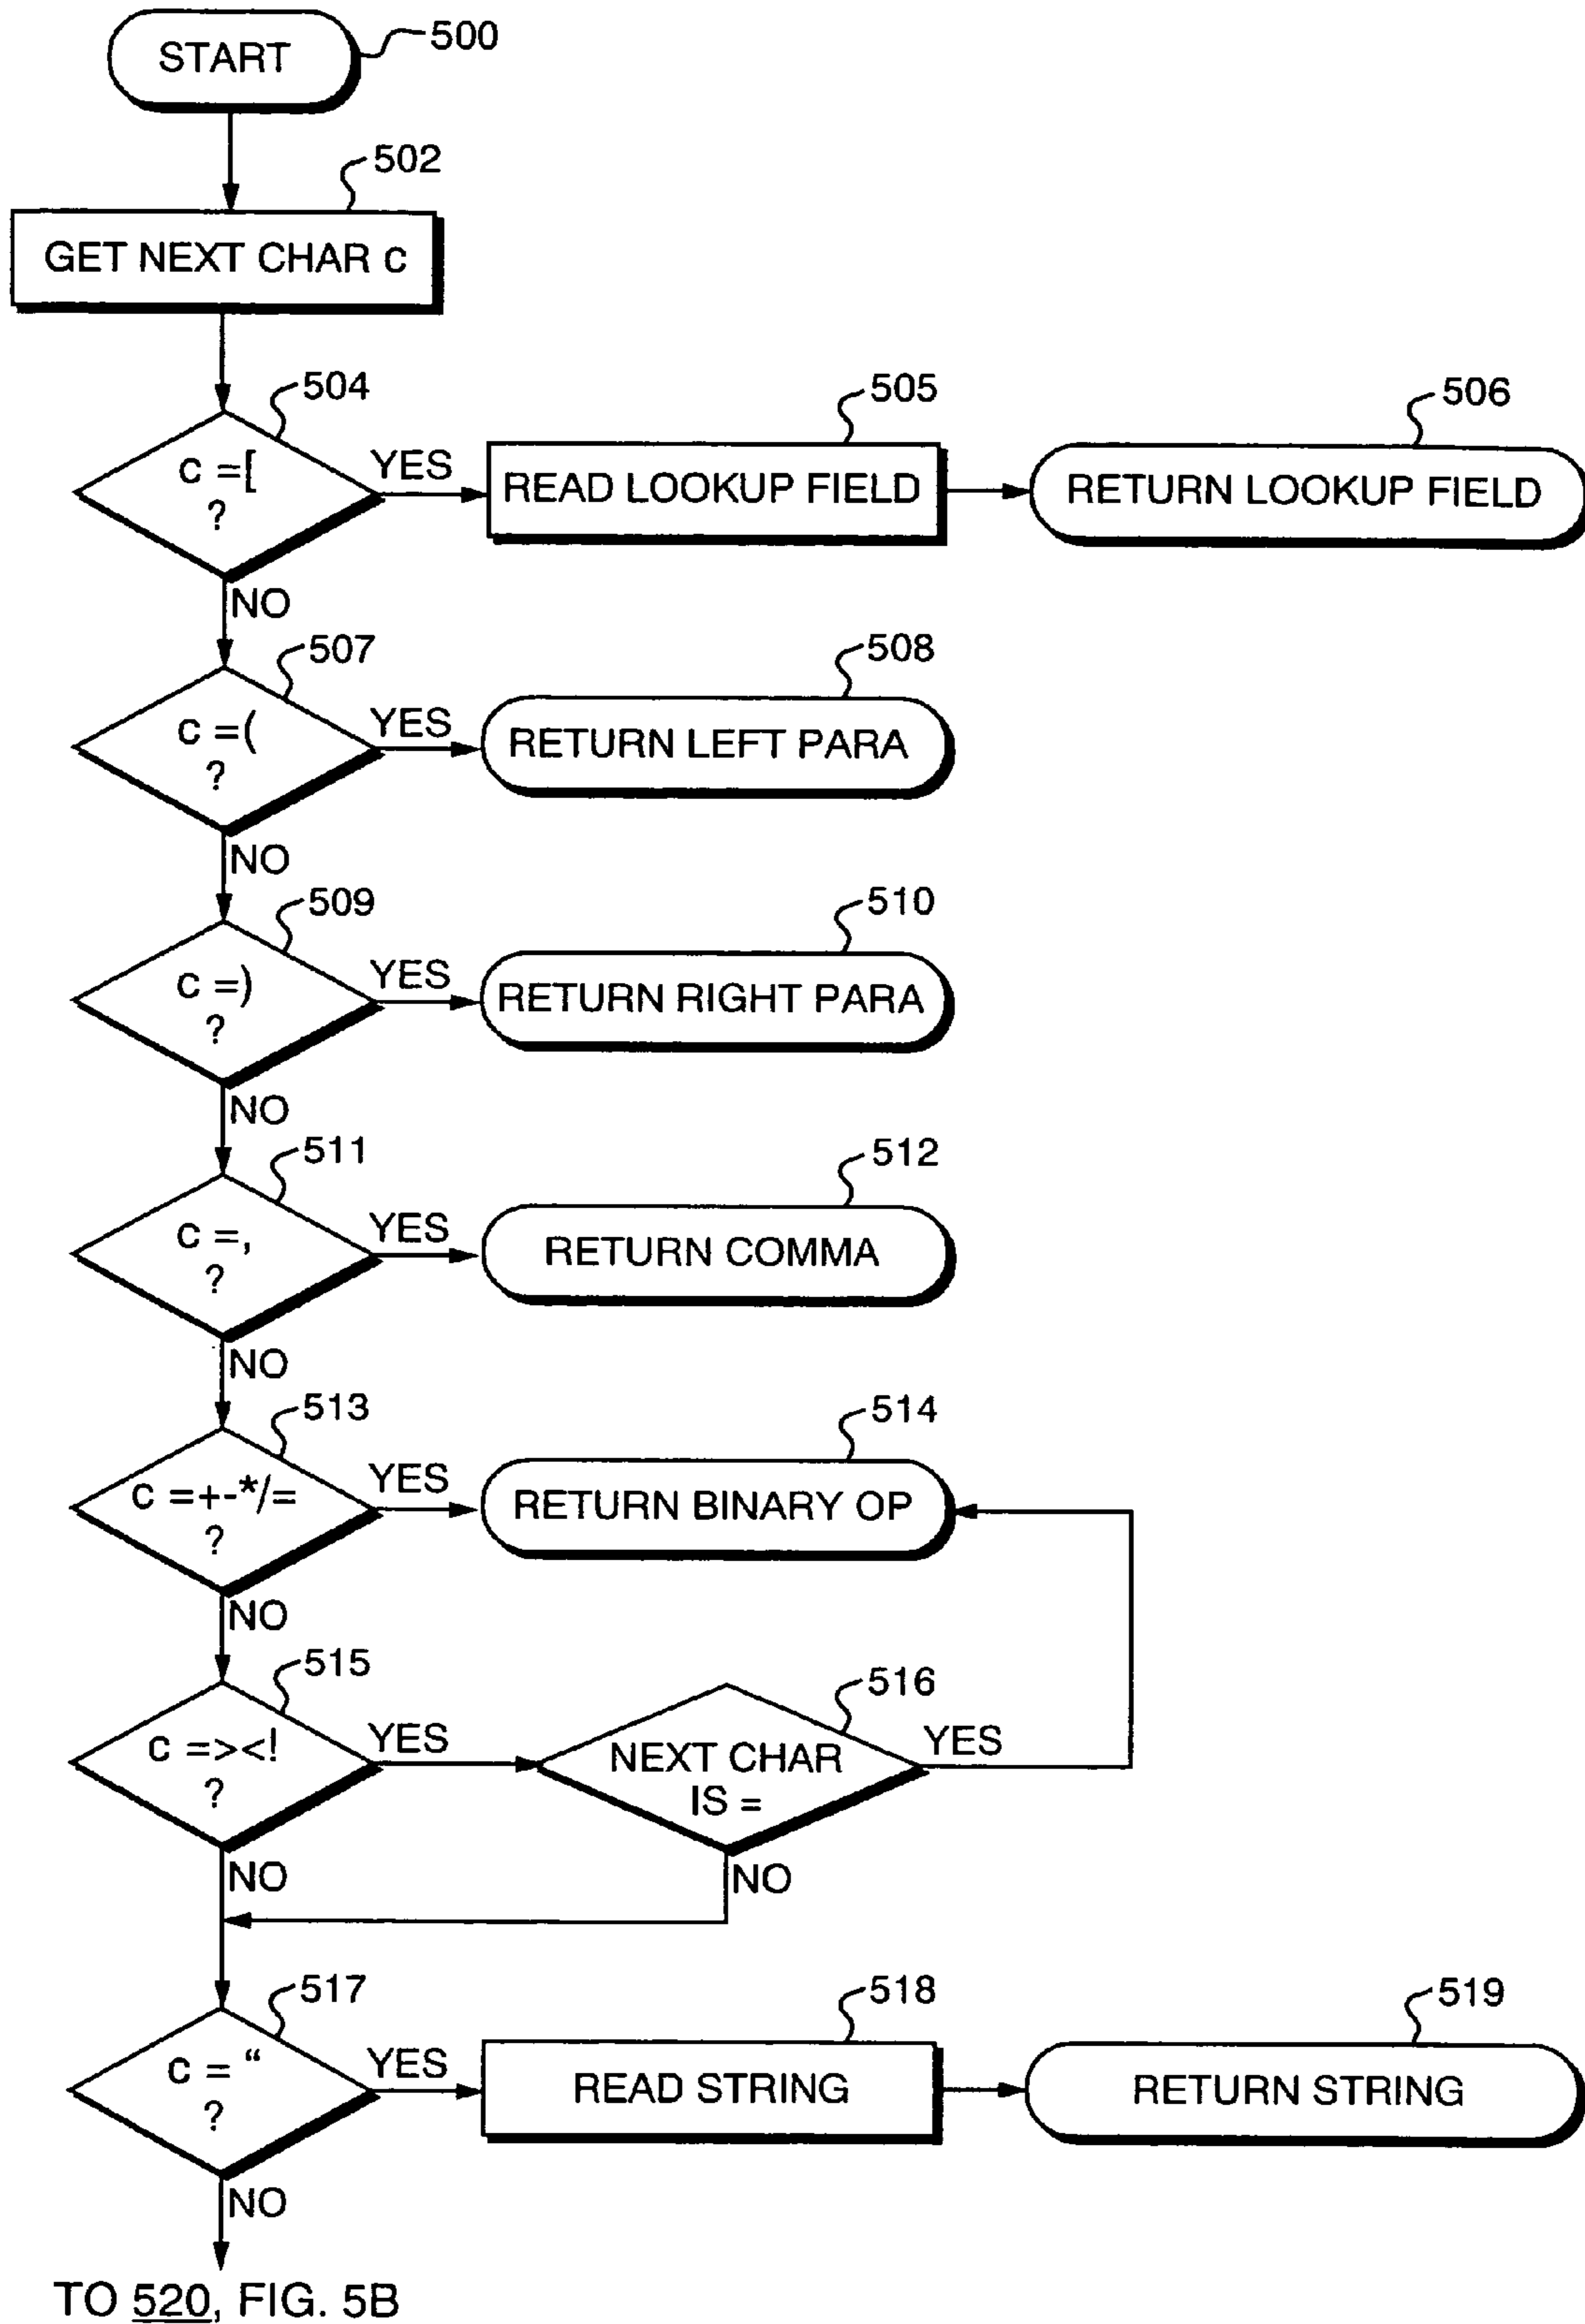 START
500
502
GET NEXT CHAR c
504
c =[
?
YES
505
READ LOOKUP FIELD
506
RETURN LOOKUP FIELD
NO
507
c =(
?
YES
508
RETURN LEFT PARA
NO
509
c =)
?
YES
510
RETURN RIGHT PARA
NO
511
c =,
?
YES
512
RETURN COMMA
NO
513
c =+-*/=
?
YES
514
RETURN BINARY OP
NO
515
c =><!
?
YES
516
NEXT CHAR
IS =
YES
NO
NO
517
c = “
?
YES
518
READ STRING
519
RETURN STRING
NO
TO 520, FIG. 5B